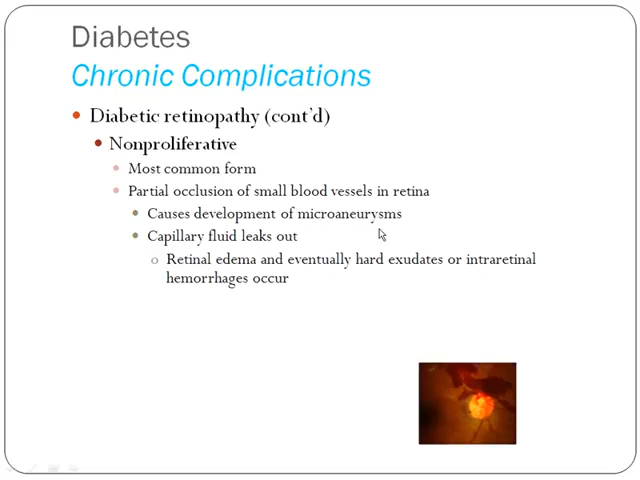 Diabetes
Chronic Complications
Diabetic retinopathy (cont'd)
Nonproliferative
Most common form
Partial occlusion of small blood vessels in retina
Causes development of microaneurysms
Capillary fluid leaks out
Retinal edema and eventually hard exudates or intraretinal
hemorrhages occur